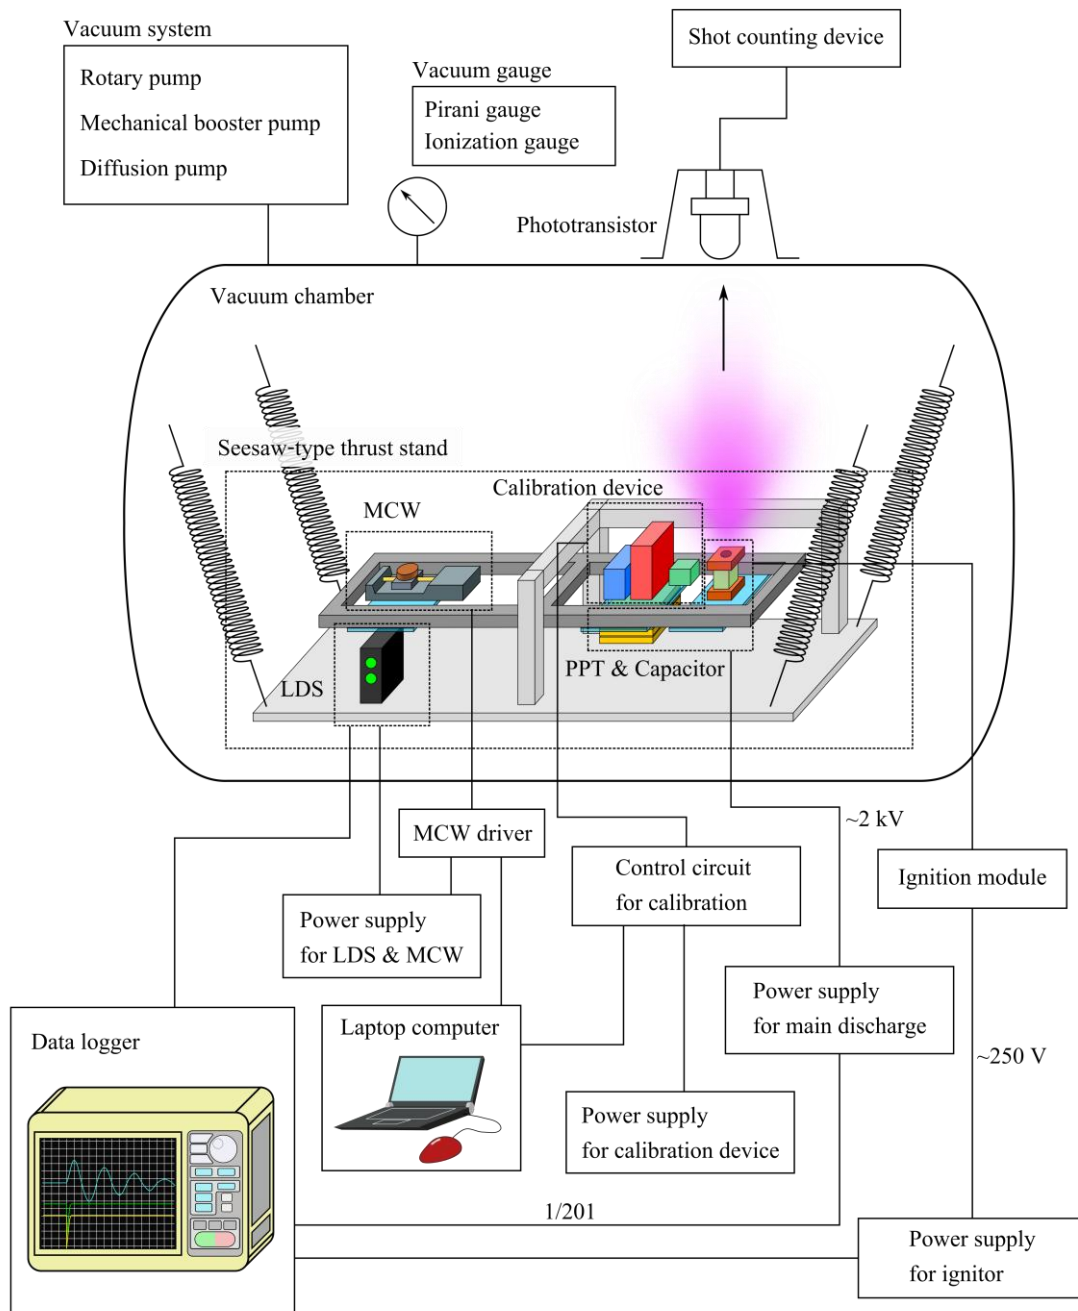 Vacuum system
Rotary pump
Mechanical booster pump
Diffusion pump
Vacuum gauge
Pirani gauge
Ionization gauge
Shot counting device
Phototransistor
Vacuum chamber
Seesaw-type thrust stand
Calibration device
MCW
LDS
PPT & Capacitor
MCW driver
~2 kV
Control circuit
for calibration
Ignition module
Power supply
for LDS & MCW
Power supply
for main discharge
Laptop computer
Data logger
~250 V
Power supply
for calibration device
1/201
Power supply
for ignitor